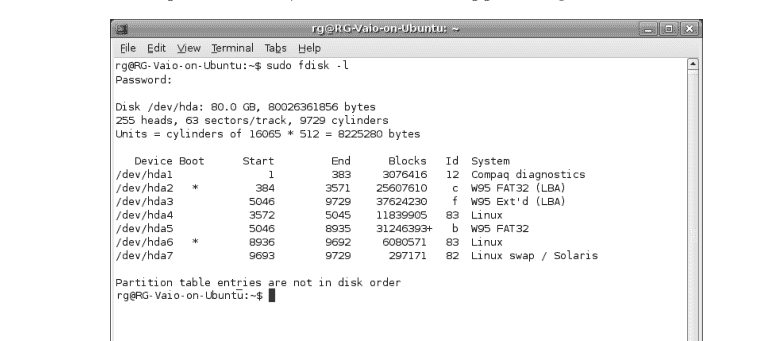 rg@RG-Vaio-on-Ubuntu: ~
File Edit View Terminal Tabs Help
rg@RG-Vaio-on-Ubuntu:~$ sudo fdisk -l
Password:
Disk /dev/hda: 80.0 GB, 80026361856 bytes
255 heads, 63 sectors/track, 9729 cylinders
Units = cylinders of 16065 * 512 = 8225280 bytes
Device Boot Start End Blocks Id System
/dev/hda1 1 383 3076416 12 Compaq diagnostics
/dev/hda2 * 384 3571 25607610 c W95 FAT32 (LBA)
/dev/hda3 5046 9729 37624230 f W95 Ext'd (LBA)
/dev/hda4 3572 5045 11839905 83 Linux
/dev/hda5 5046 8935 31246393+ b W95 FAT32
/dev/hda6 * 8936 9692 6080571 83 Linux
/dev/hda7 9693 9729 297171 82 Linux swap / Solaris
Partition table entries are not in disk order
rg@RG-Vaio-on-Ubuntu:~$